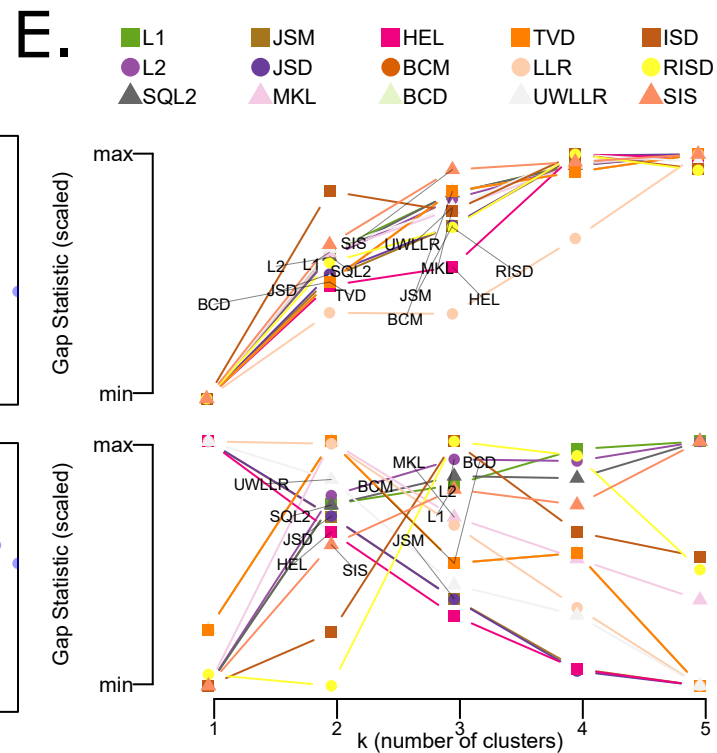 E.
L1 JSM HEL TVD ISD
L2 JSD BCM LLR RISD
SQL2 MKL BCD UWLLR SIS
Gap Statistic (scaled)
max
min
SIS
UWLLR
L2
L1
SQL2
MKL
RISD
BCD
JSD
TVD
JSM
HEL
BCM
Gap Statistic (scaled)
max
min
MKL
BCD
UWLLR
BCM
L2
SQL2
L1
JSD
JSM
HEL
SIS
1 2 3 4 5
k (number of clusters)